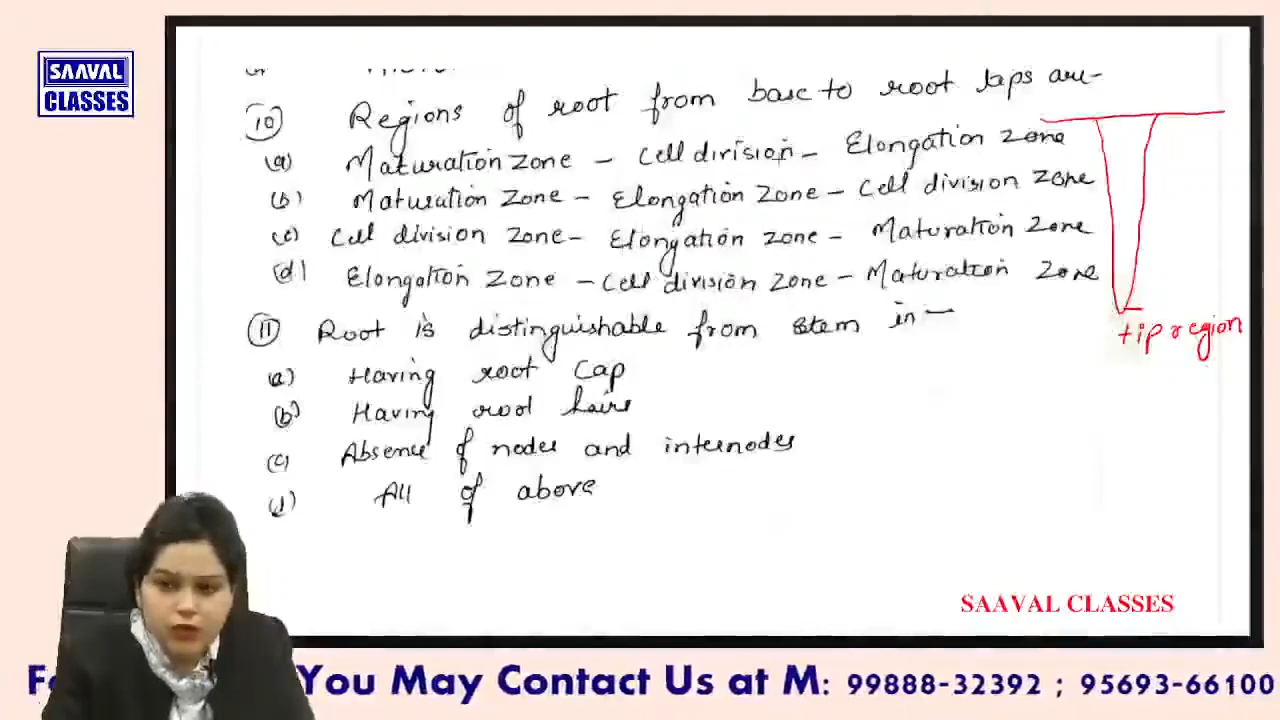 SAAVAL
CLASSES
(10) Regions of root from base to root taps are-
(a) Maturation zone - Cell division - Elongation zone
(b) Maturation Zone - Elongation Zone - Cell division zone
(c) Cell division zone - Elongation zone - Maturation Zone
(d) Elongation Zone - Cell division Zone - Maturation Zone
tip region
(11) Root is distinguishable from stem in -
(a) Having root Cap
(b) Having root hairs
(c) Absence of nodes and internodes
(d) All of above
SAAVAL CLASSES
You May Contact Us at M: 99888-32392 ; 95693-66100